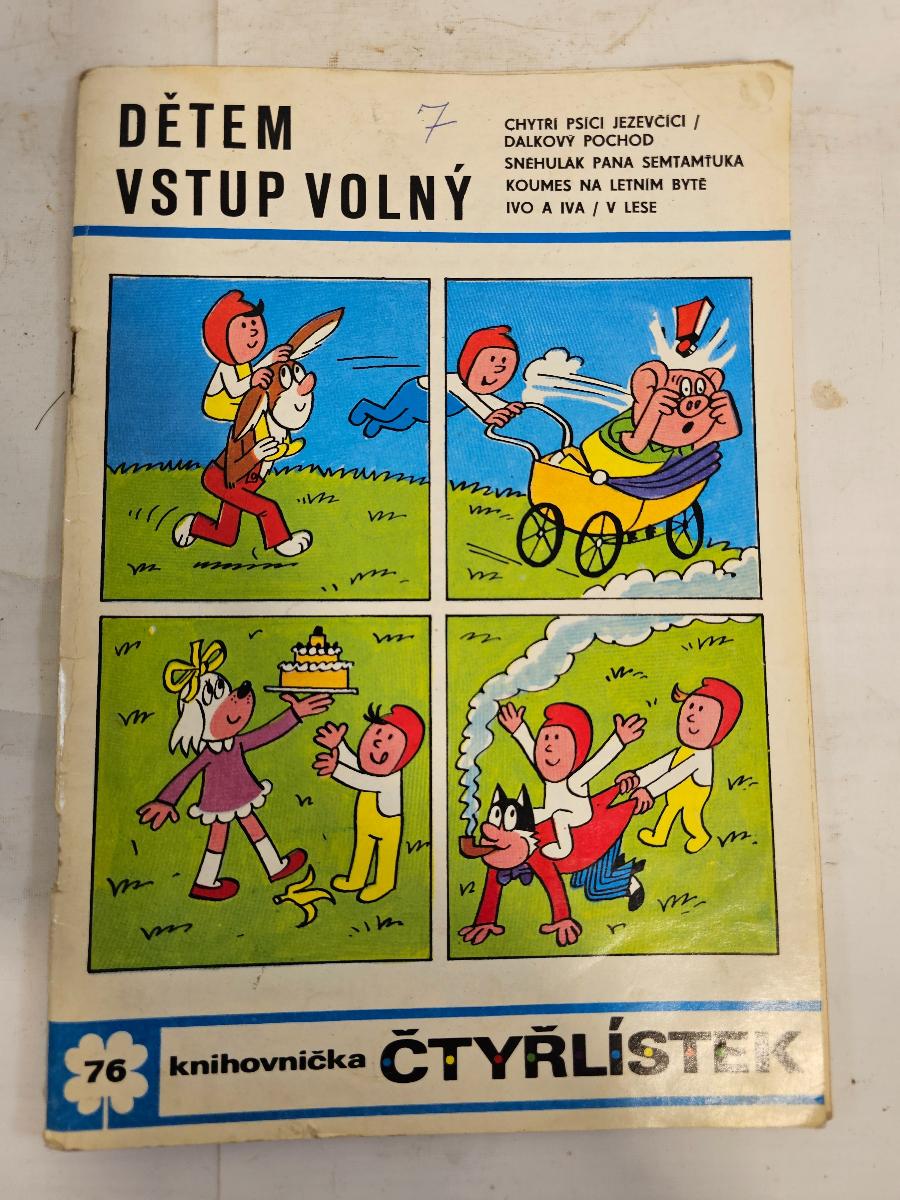 DĚTEM
VSTUP VOLNÝ
7
CHYTŘÍ PSÍCI JEZEVČÍCI /
DÁLKOVÝ POCHOD
SNĚHULÁK PANA SEMTAMŤUKA
KOUMES NA LETNÍM BYTĚ
IVO A IVA / V LESE
76
knihovnička ČTYŘLÍSTEK